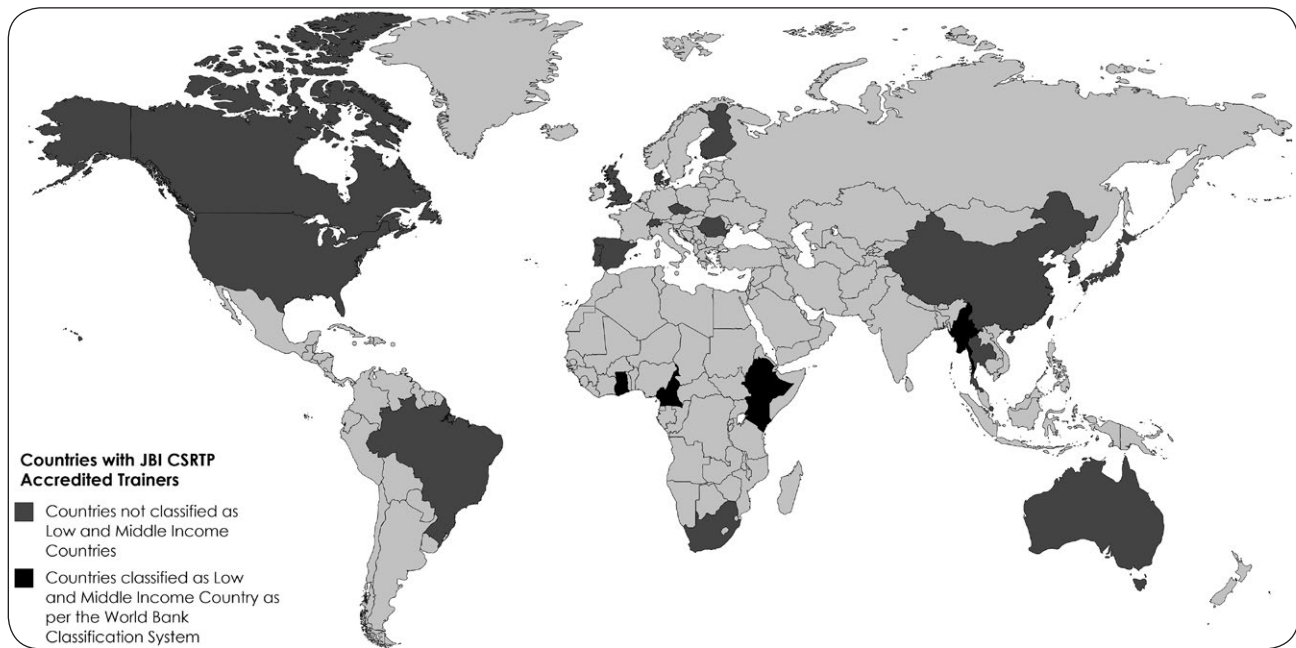 Countries with JBI CSRTP
Accredited Trainers
Countries not classified as
Low and Middle Income
Countries
Countries classified as Low
and Middle Income Country as
per the World Bank
Classification System